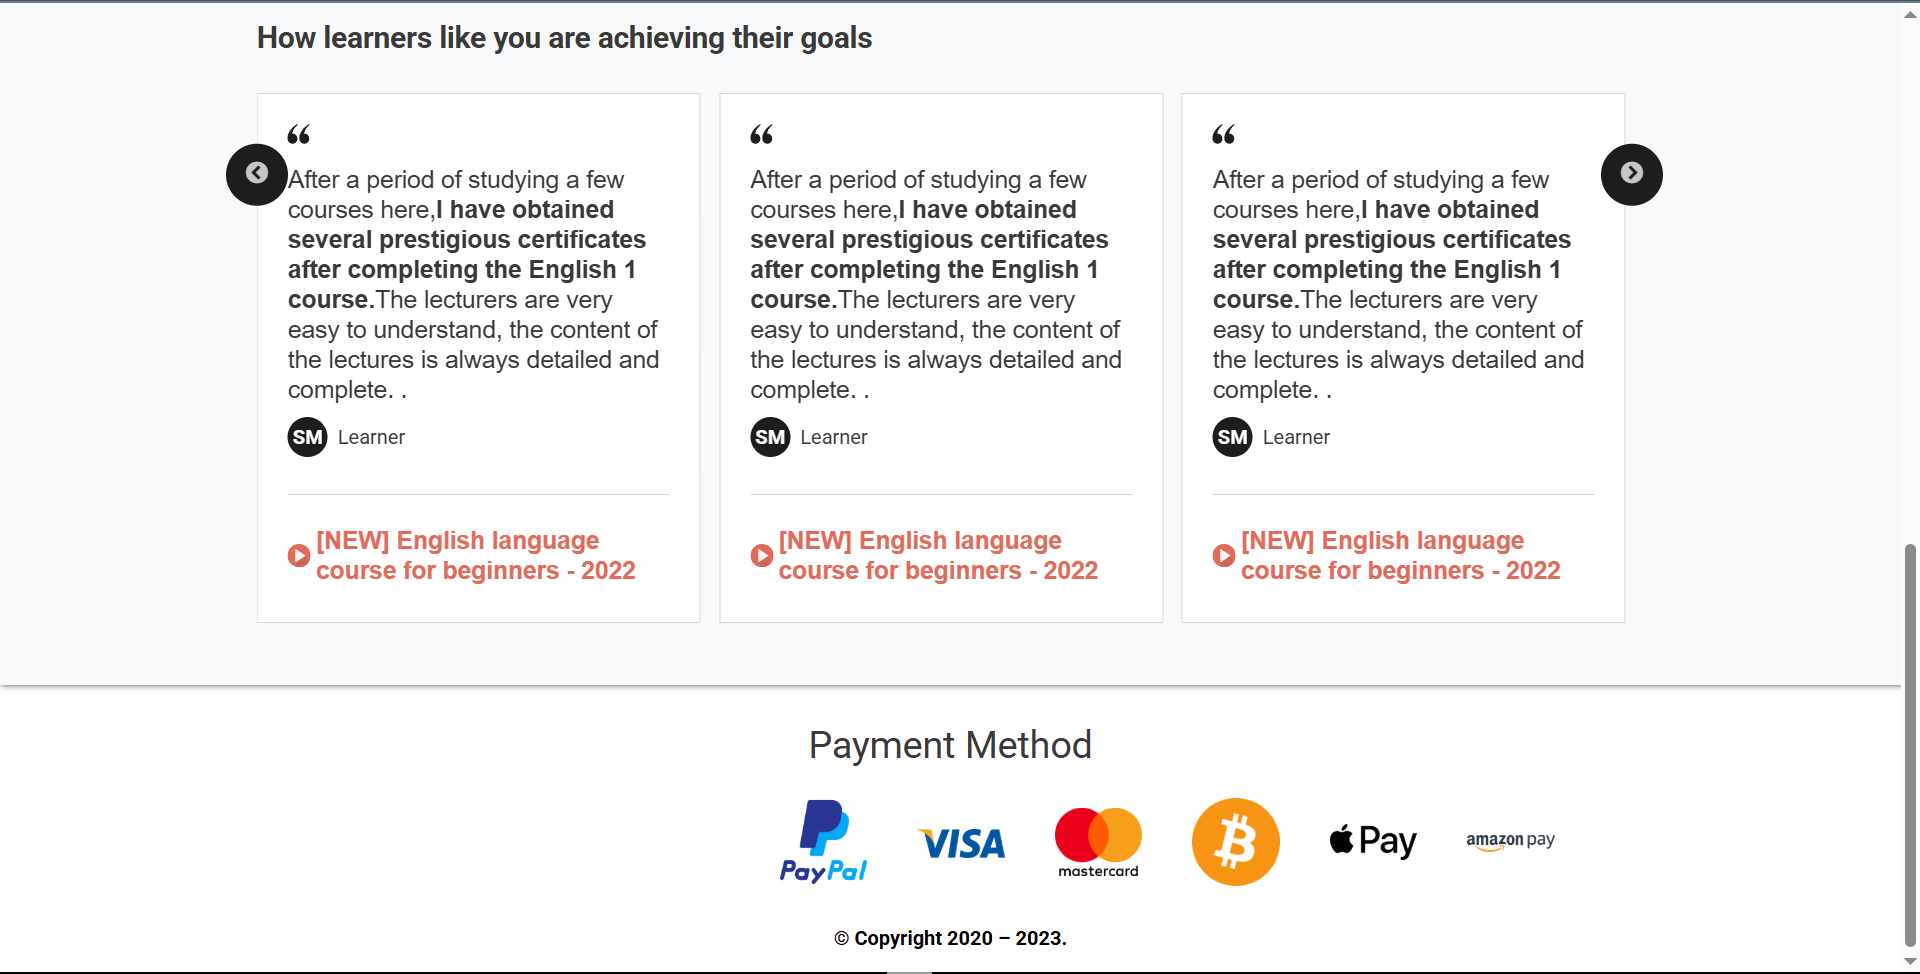 How learners like you are achieving their goals
“
After a period of studying a few
courses here,I have obtained
several prestigious certificates
after completing the English 1
course.The lecturers are very
easy to understand, the content of
the lectures is always detailed and
complete. .
SM Learner
[NEW] English language
course for beginners - 2022
“
After a period of studying a few
courses here,I have obtained
several prestigious certificates
after completing the English 1
course.The lecturers are very
easy to understand, the content of
the lectures is always detailed and
complete. .
SM Learner
[NEW] English language
course for beginners - 2022
“
After a period of studying a few
courses here,I have obtained
several prestigious certificates
after completing the English 1
course.The lecturers are very
easy to understand, the content of
the lectures is always detailed and
complete. .
SM Learner
[NEW] English language
course for beginners - 2022
Payment Method
PayPal
VISA
mastercard
Pay
amazon pay
© Copyright 2020 – 2023.